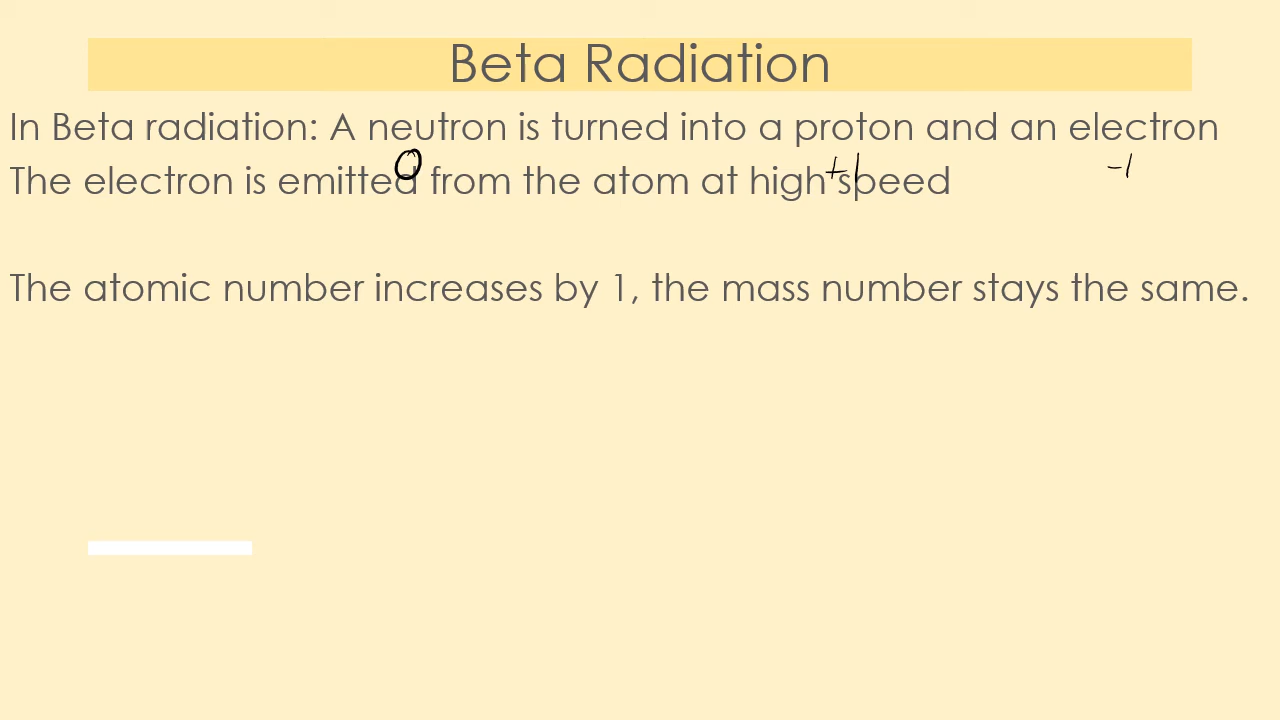 Beta Radiation
In Beta radiation: A neutron is turned into a proton and an electron
0 +1 -1
The electron is emitted from the atom at high speed
The atomic number increases by 1, the mass number stays the same.